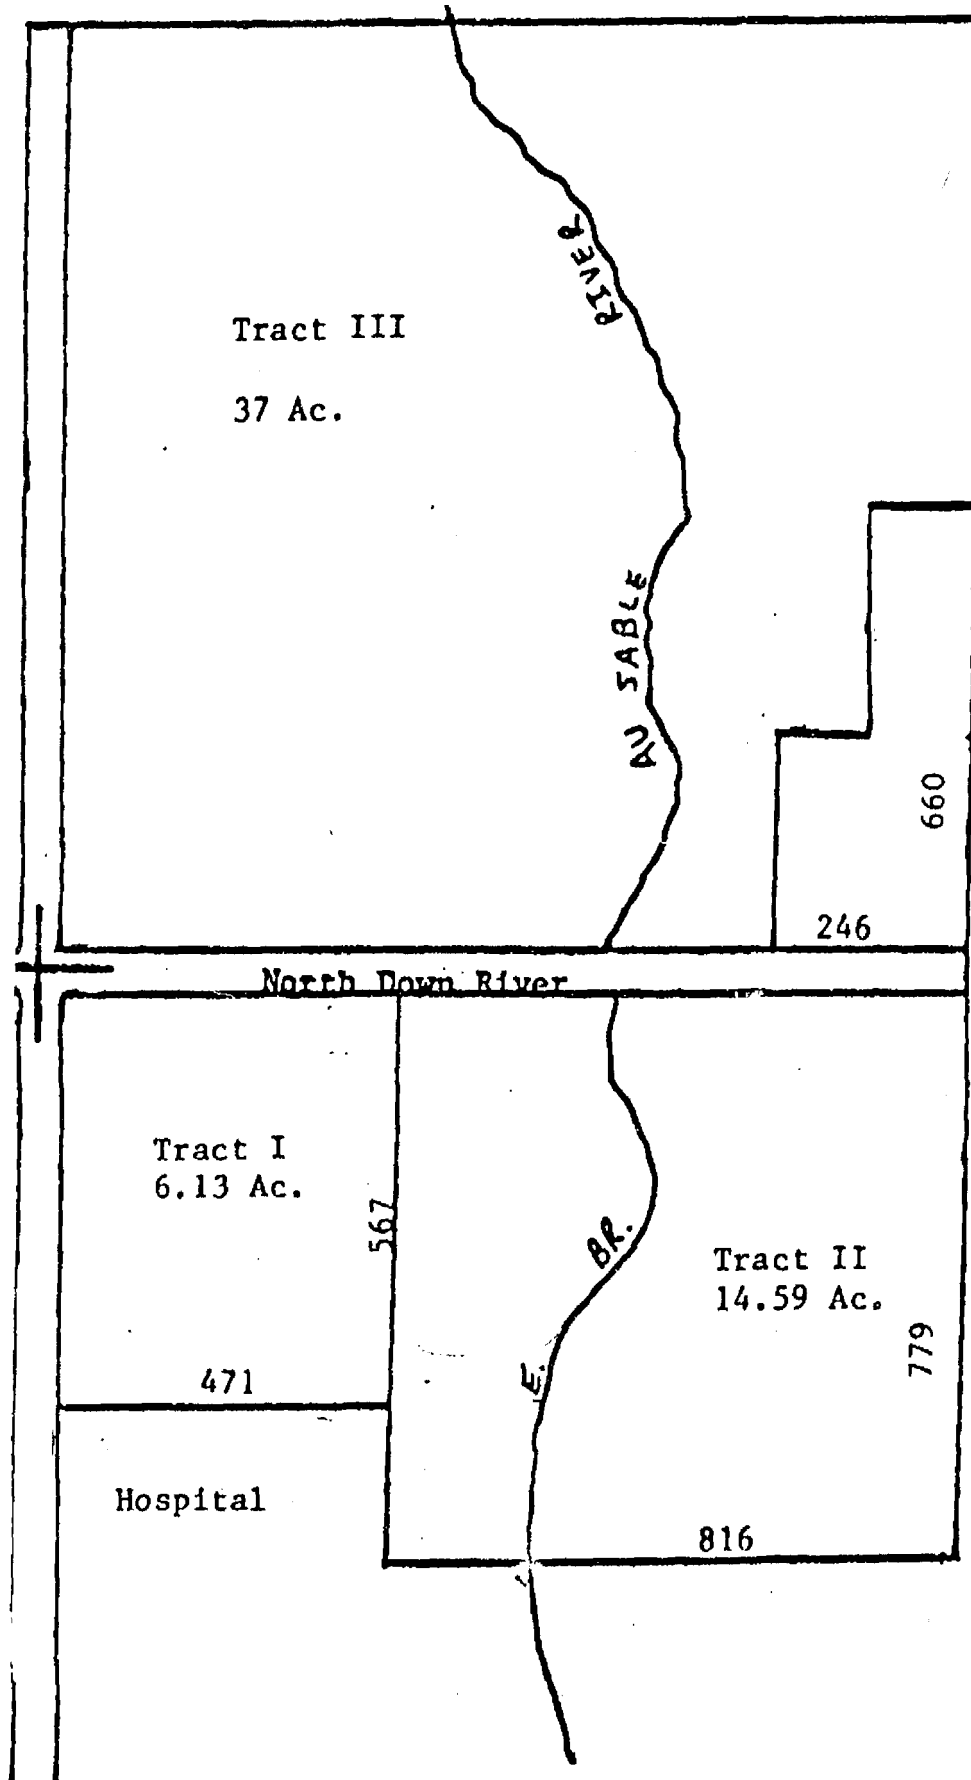 RIVER
Tract III
37 Ac.
AU SABLE
660
246
North Down River
Tract I
6.13 Ac.
567
E. BR.
Tract II
14.59 Ac.
779
471
Hospital
816